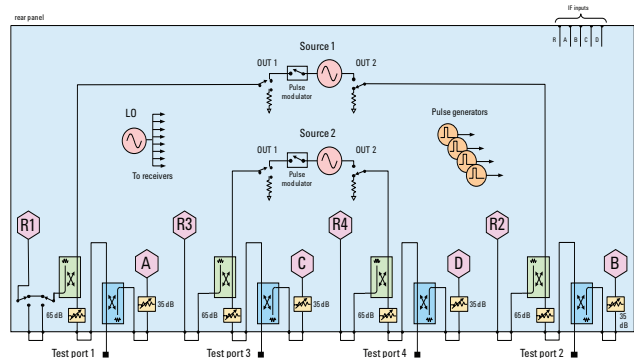 IF inputs
rear panel
R A B C D
Source 1
OUT 1
OUT 2
Pulse
modulator
LO
To receivers
Pulse generators
Source 2
OUT 1
OUT 2
Pulse
modulator
R1
R3
R4
R2
A
C
D
B
65 dB
35 dB
65 dB
35 dB
65 dB
35 dB
65 dB
35
dB
Test port 1
Test port 3
Test port 4
Test port 2